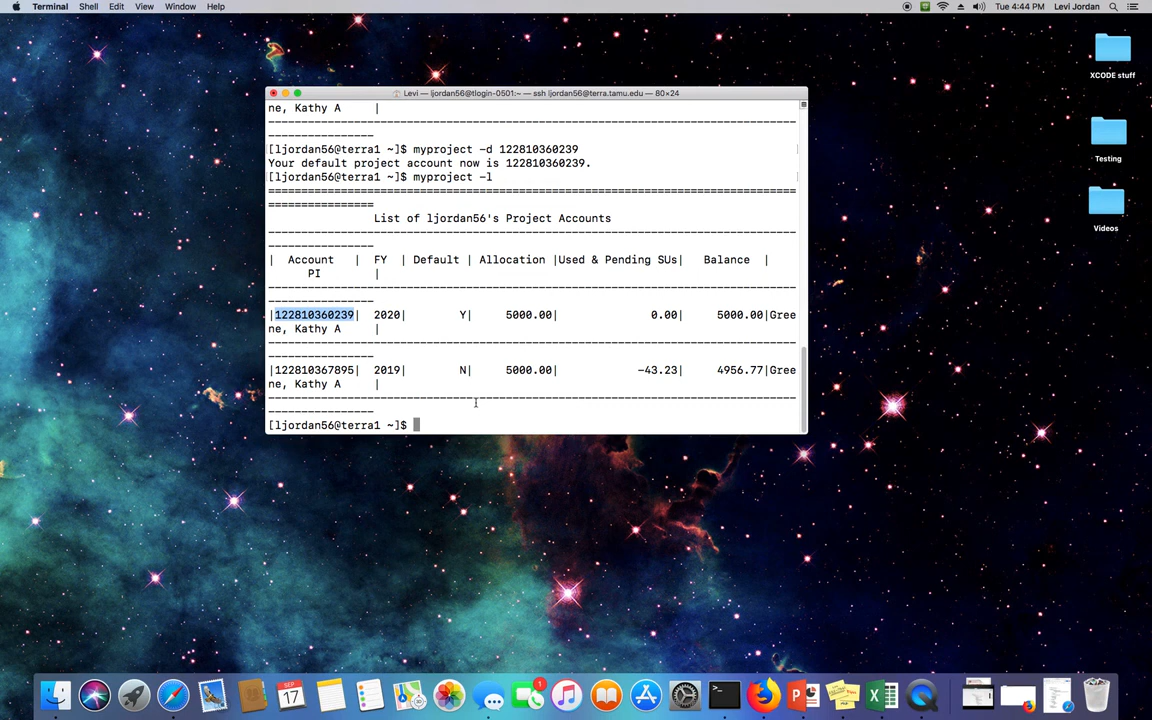 Terminal Shell Edit View Window Help Tue 4:44 PM Levi Jordan
Levi — ljordan56@tlogin-0501:~ — ssh ljordan56@terra.tamu.edu — 80×24
ne, Kathy A |
--------------------------------------------------------------------------------
----------------
[ljordan56@terra1 ~]$ myproject -d 122810360239
Your default project account now is 122810360239.
[ljordan56@terra1 ~]$ myproject -l
================================================================================
================
List of ljordan56's Project Accounts
--------------------------------------------------------------------------------
----------------
| Account | FY | Default | Allocation |Used & Pending SUs| Balance |
PI |
--------------------------------------------------------------------------------
----------------
|122810360239| 2020| Y| 5000.00| 0.00| 5000.00|Gree
ne, Kathy A |
--------------------------------------------------------------------------------
----------------
|122810367895| 2019| N| 5000.00| -43.23| 4956.77|Gree
ne, Kathy A |
--------------------------------------------------------------------------------
----------------
[ljordan56@terra1 ~]$
XCODE stuff
Testing
Videos
SEP
17
1